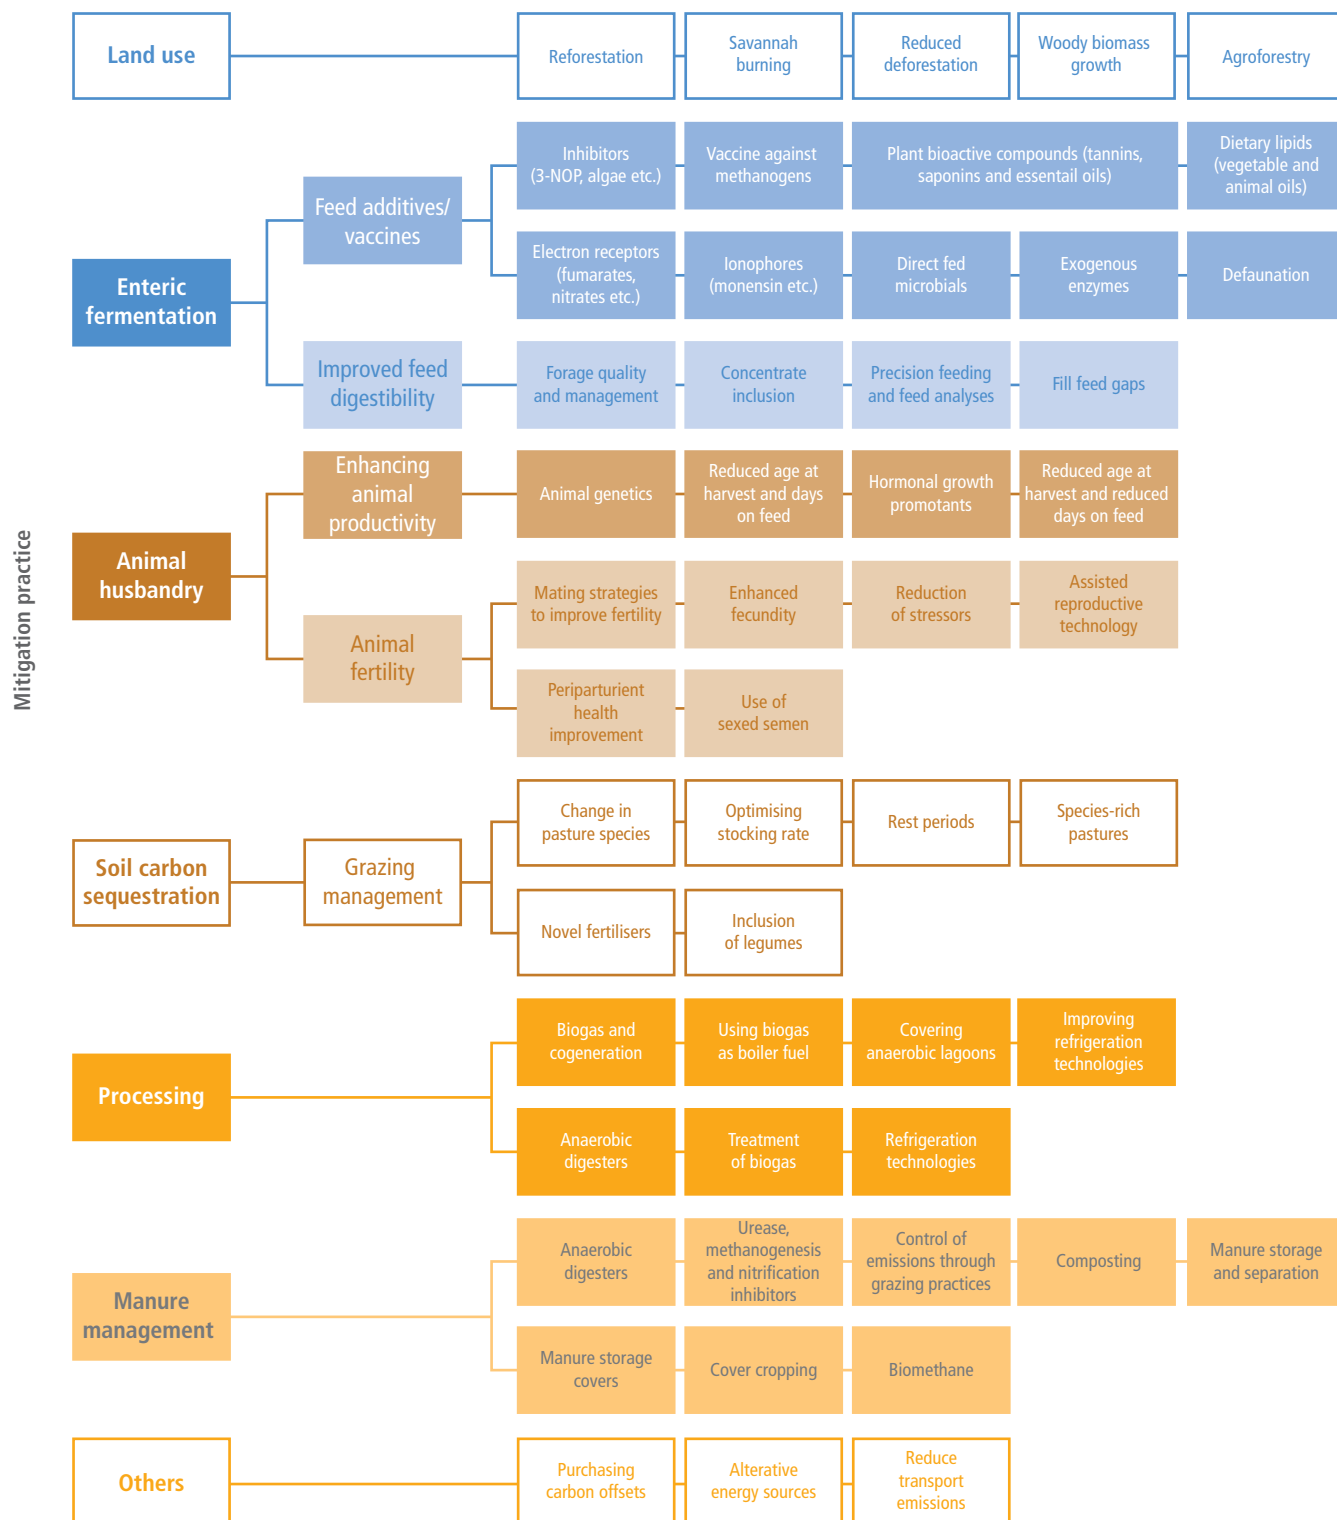 Mitigation practice
Land use
Reforestation
Savannah
burning
Reduced
deforestation
Woody biomass
growth
Agroforestry
Enteric
fermentation
Feed additives/
vaccines
Inhibitors
(3-NOP, algae etc.)
Vaccine against
methanogens
Plant bioactive compounds (tannins,
saponins and essentail oils)
Dietary lipids
(vegetable and
animal oils)
Electron receptors
(fumarates,
nitrates etc.)
Ionophores
(monensin etc.)
Direct fed
microbials
Exogenous
enzymes
Defaunation
Improved feed
digestibility
Forage quality
and management
Concentrate
inclusion
Precision feeding
and feed analyses
Fill feed gaps
Animal
husbandry
Enhancing
animal
productivity
Animal genetics
Reduced age at
harvest and days
on feed
Hormonal growth
promotants
Reduced age at
harvest and reduced
days on feed
Animal
fertility
Mating strategies
to improve fertility
Enhanced
fecundity
Reduction
of stressors
Assisted
reproductive
technology
Periparturient
health
improvement
Use of
sexed semen
Soil carbon
sequestration
Grazing
management
Change in
pasture species
Optimising
stocking rate
Rest periods
Species-rich
pastures
Novel fertilisers
Inclusion
of legumes
Processing
Biogas and
cogeneration
Using biogas
as boiler fuel
Covering
anaerobic lagoons
Improving
refrigeration
technologies
Anaerobic
digesters
Treatment
of biogas
Refrigeration
technologies
Manure
management
Anaerobic
digesters
Urease,
methanogenesis
and nitrification
inhibitors
Control of
emissions through
grazing practices
Composting
Manure storage
and separation
Manure storage
covers
Cover cropping
Biomethane
Others
Purchasing
carbon offsets
Alterative
energy sources
Reduce
transport
emissions